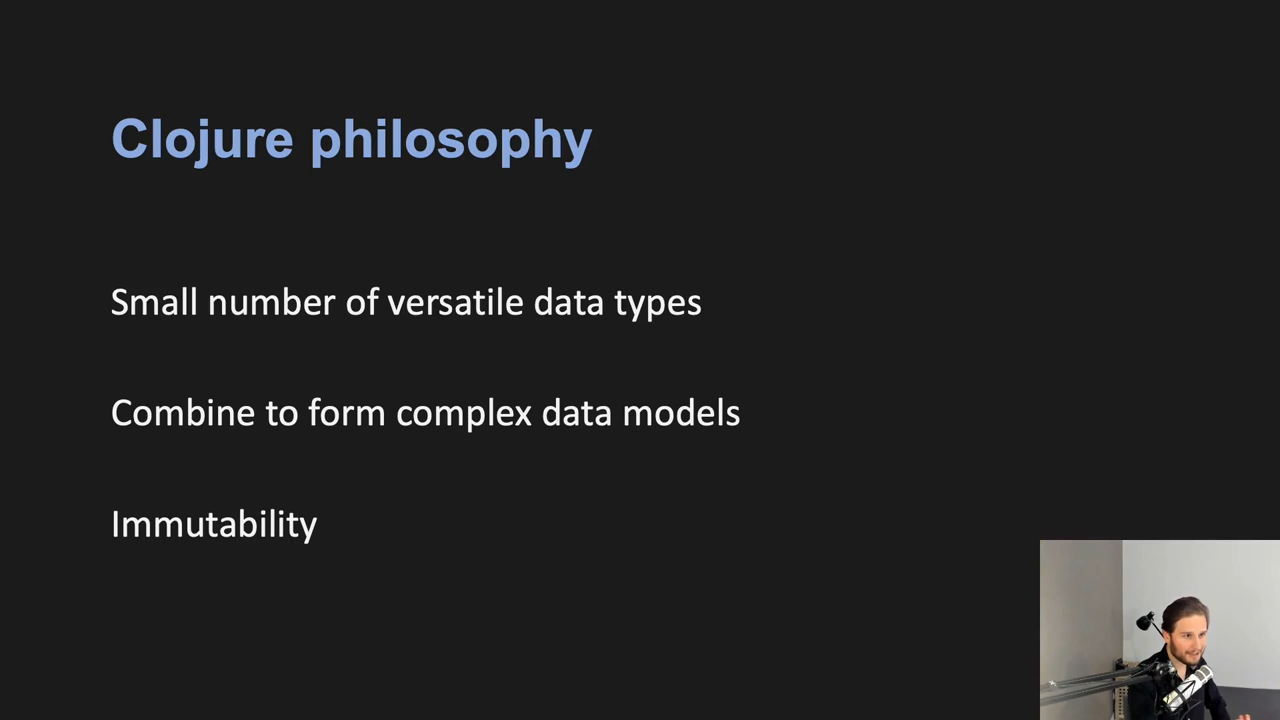 Clojure philosophy
Small number of versatile data types
Combine to form complex data models
Immutability